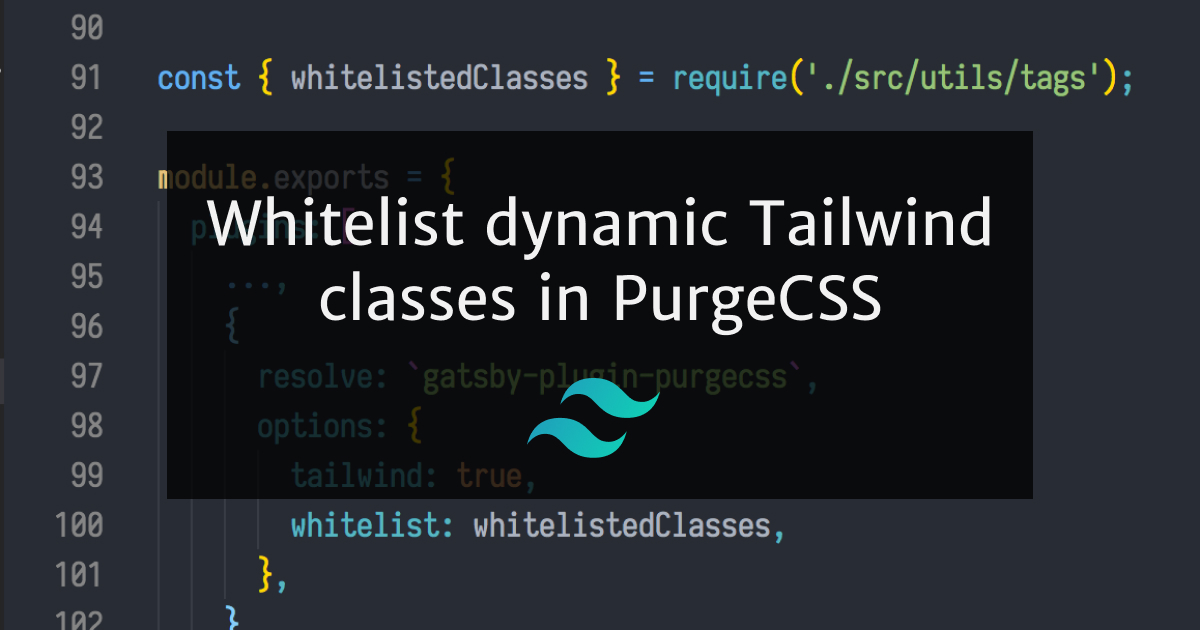 90
91 const { whitelistedClasses } = require('./src/utils/tags');
92
93 module.exports = {
94 plugins: [
Whitelist dynamic Tailwind
95 ...,
classes in PurgeCSS
96 {
97 resolve: `gatsby-plugin-purgecss`,
98 options: {
99 tailwind: true,
100 whitelist: whitelistedClasses,
101 },
102 }